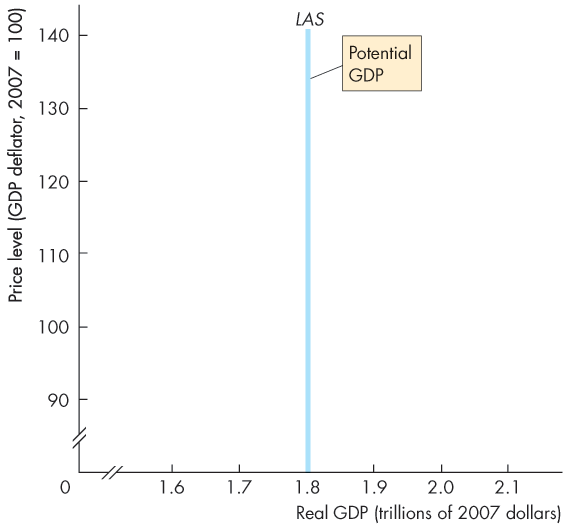 LAS
Potential
GDP
Price level (GDP deflator, 2007 = 100)
140
130
120
110
100
90
0
1.6 1.7 1.8 1.9 2.0 2.1
Real GDP (trillions of 2007 dollars)